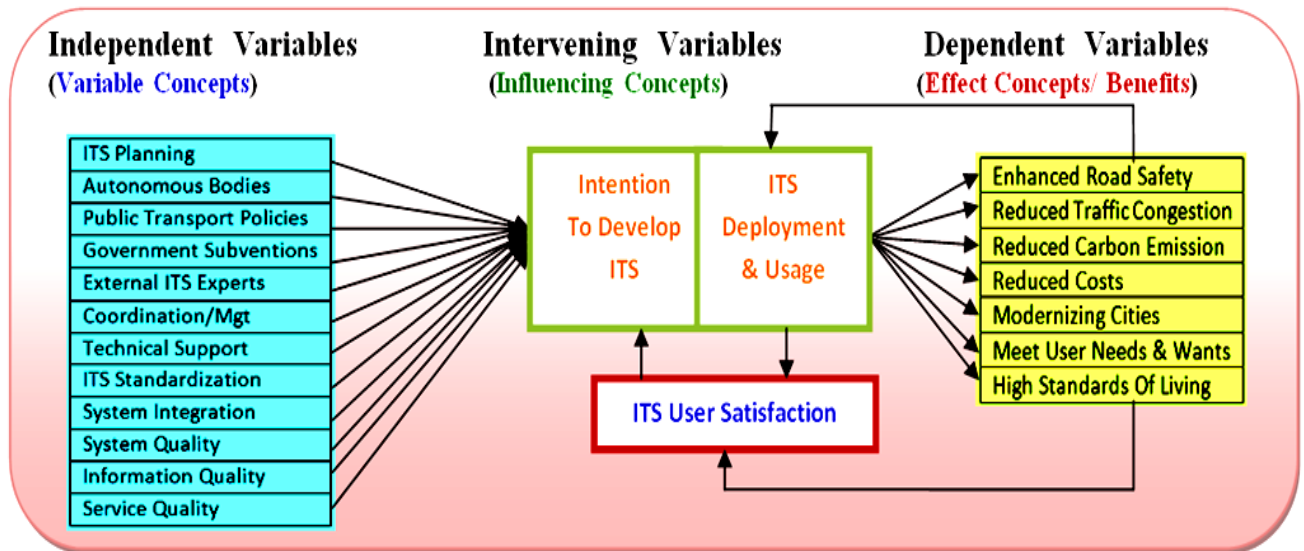 Independent Variables
(Variable Concepts)
Intervening Variables
(Influencing Concepts)
Dependent Variables
(Effect Concepts/ Benefits)
ITS Planning
Autonomous Bodies
Public Transport Policies
Government Subventions
External ITS Experts
Coordination/Mgt
Technical Support
ITS Standardization
System Integration
System Quality
Information Quality
Service Quality
Intention
To Develop
ITS
ITS
Deployment
& Usage
ITS User Satisfaction
Enhanced Road Safety
Reduced Traffic Congestion
Reduced Carbon Emission
Reduced Costs
Modernizing Cities
Meet User Needs & Wants
High Standards Of Living